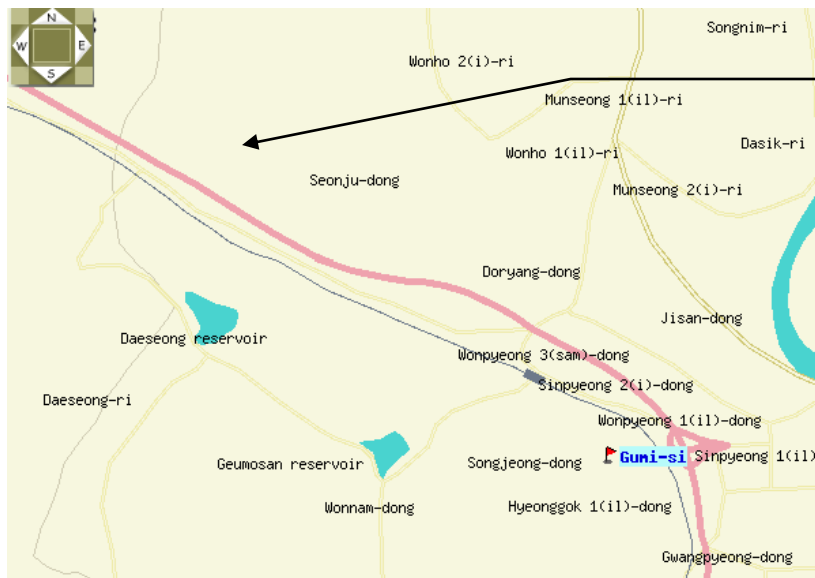 N
W E
S
Songnim-ri
Wonho 2(i)-ri
Munseong 1(il)-ri
Dasik-ri
Wonho 1(il)-ri
Seonju-dong
Munseong 2(i)-ri
Doryang-dong
Jisan-dong
Daeseong reservoir
Wonpyeong 3(sam)-dong
Sinpyeong 2(i)-dong
Daeseong-ri
Wonpyeong 1(il)-dong
Gumi-si
Sinpyeong 1(il)
Geumosan reservoir
Songjeong-dong
Wonnam-dong
Hyeonggok 1(il)-dong
Gwangpyeong-dong